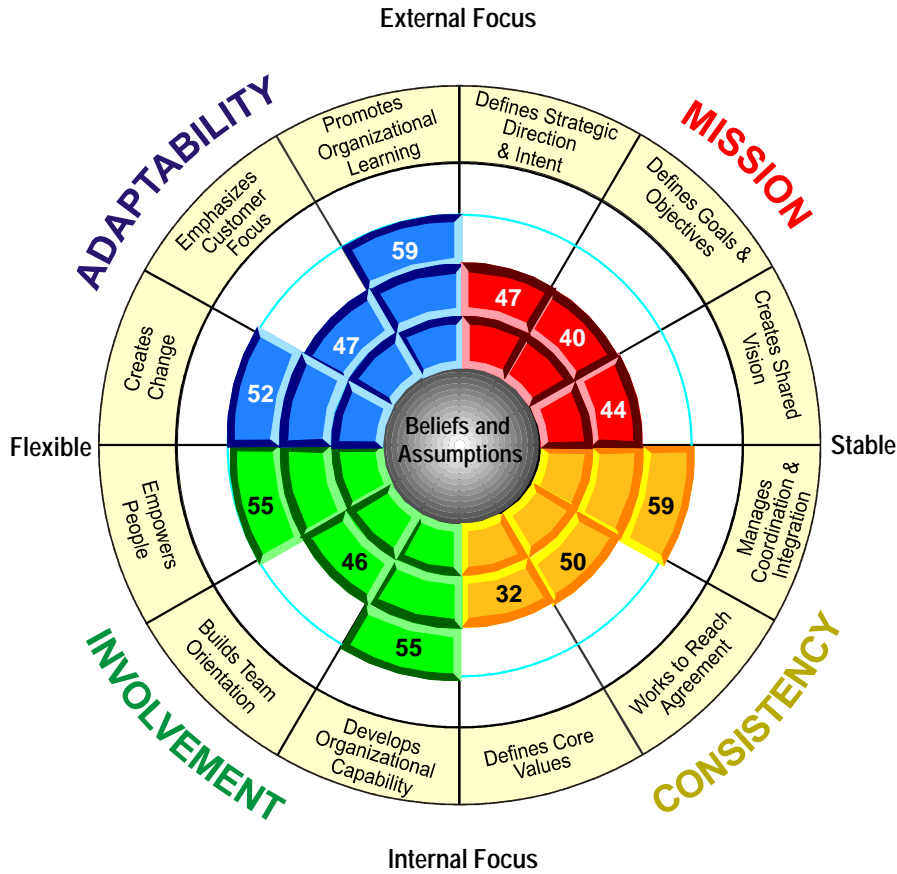 External Focus
ADAPTABILITY
MISSION
Promotes
Organizational
Learning
Defines Strategic
Direction
& Intent
Emphasizes
Customer
Focus
Defines Goals &
Objectives
Creates
Change
Creates Shared
Vision
59
47
47
40
52
44
Beliefs and
Assumptions
Flexible
Stable
55
59
46
50
55
32
Empowers
People
Manages
Coordination &
Integration
Builds Team
Orientation
Works to Reach
Agreement
Develops
Organizational
Capability
Defines Core
Values
INVOLVEMENT
CONSISTENCY
Internal Focus